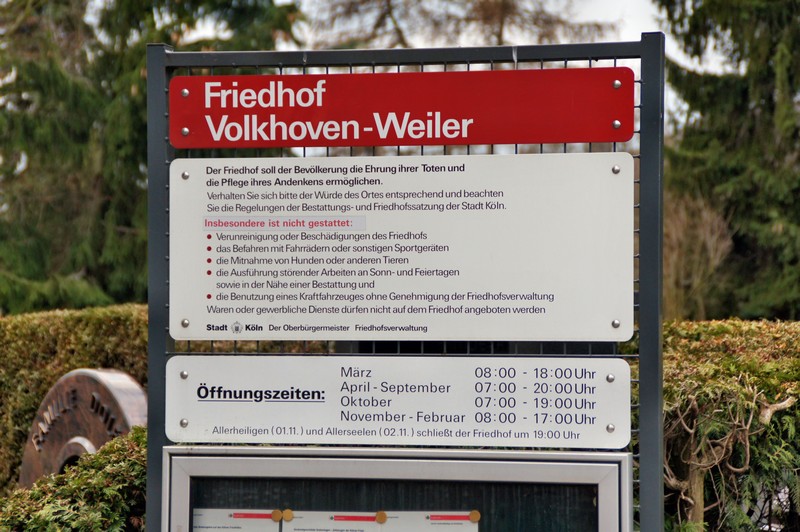 Friedhof
Volkhoven-Weiler
Der Friedhof soll der Bevölkerung die Ehrung ihrer Toten und
die Pflege ihres Andenkens ermöglichen.
Verhalten Sie sich bitte der Würde des Ortes entsprechend und beachten
Sie die Regelungen der Bestattungs- und Friedhofssatzung der Stadt Köln.
Insbesondere ist nicht gestattet:
• Verunreinigung oder Beschädigungen des Friedhofs
• das Befahren mit Fahrrädern oder sonstigen Sportgeräten
• die Mitnahme von Hunden oder anderen Tieren
• die Ausführung störender Arbeiten an Sonn- und Feiertagen
sowie in der Nähe einer Bestattung und
• die Benutzung eines Kraftfahrzeuges ohne Genehmigung der Friedhofsverwaltung
Waren oder gewerbliche Dienste dürfen nicht auf dem Friedhof angeboten werden
Stadt Köln Der Oberbürgermeister Friedhofsverwaltung
Öffnungszeiten:
März 08:00 - 18:00 Uhr
April - September 07:00 - 20:00 Uhr
Oktober 07:00 - 19:00 Uhr
November - Februar 08:00 - 17:00 Uhr
Allerheiligen (01.11.) und Allerseelen (02.11.) schließt der Friedhof um 19:00 Uhr